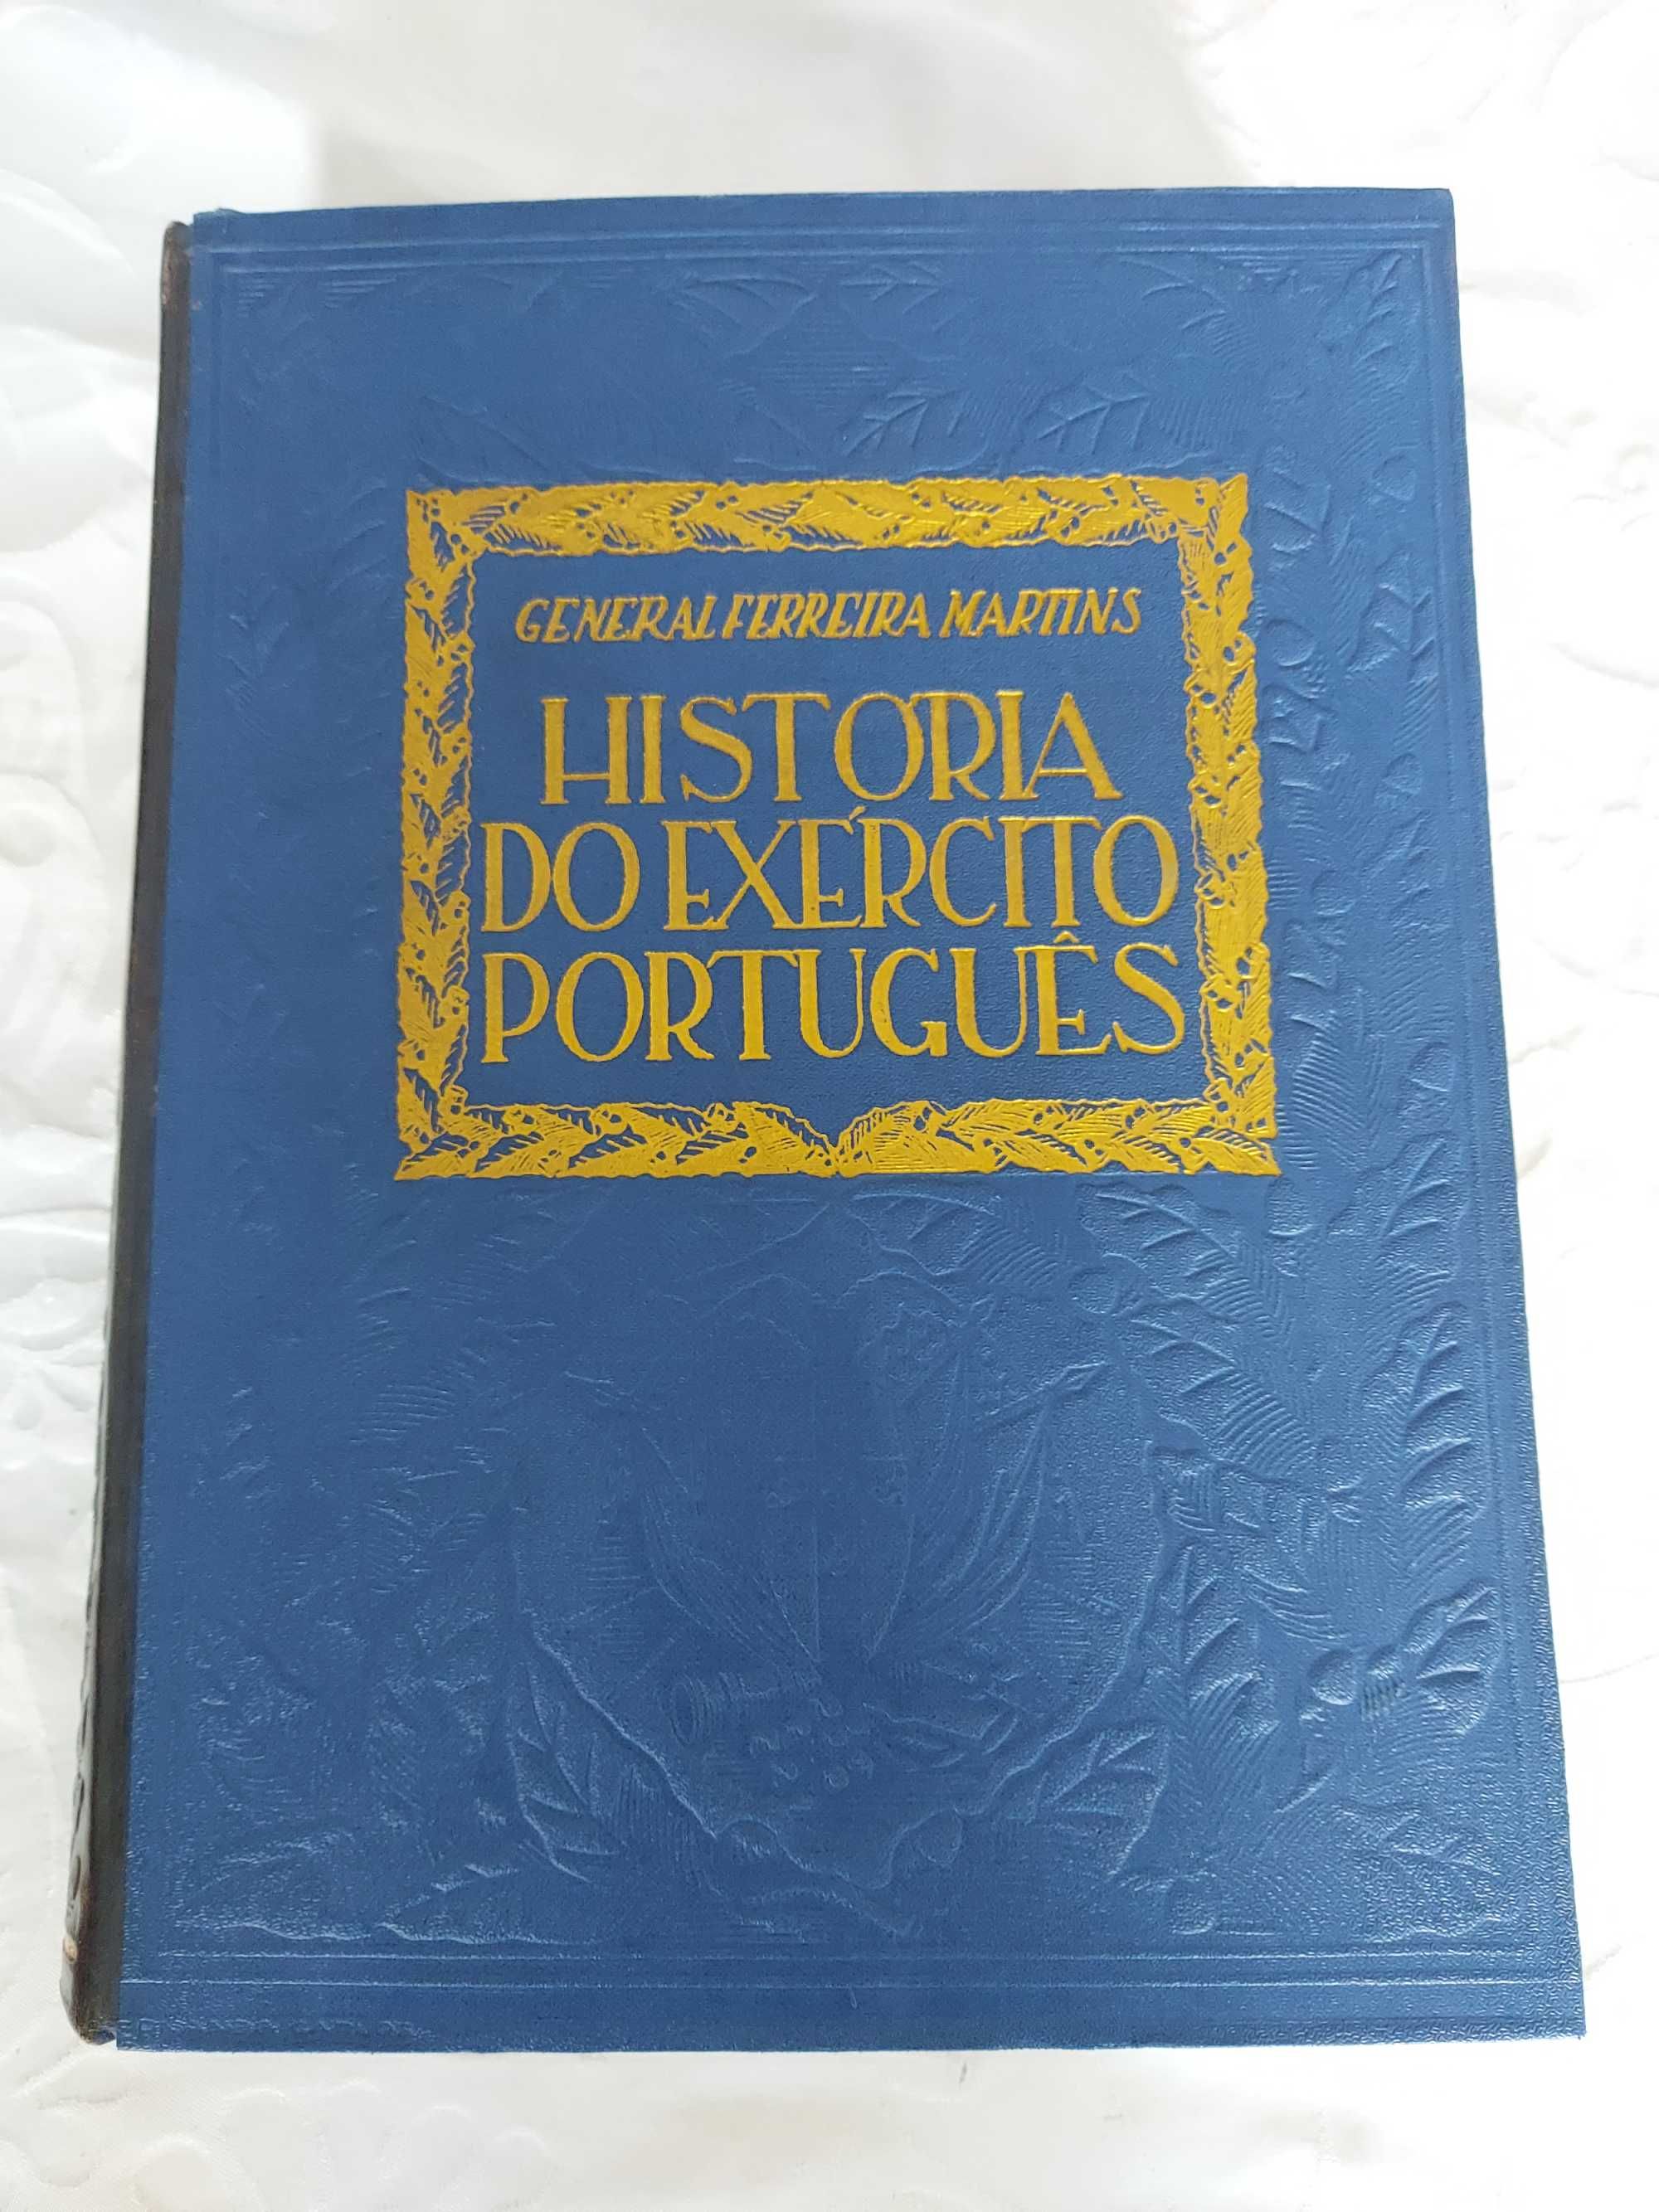 GENERAL FERREIRA MARTINS
HISTORIA
DO EXÉRCITO
PORTUGUÊS